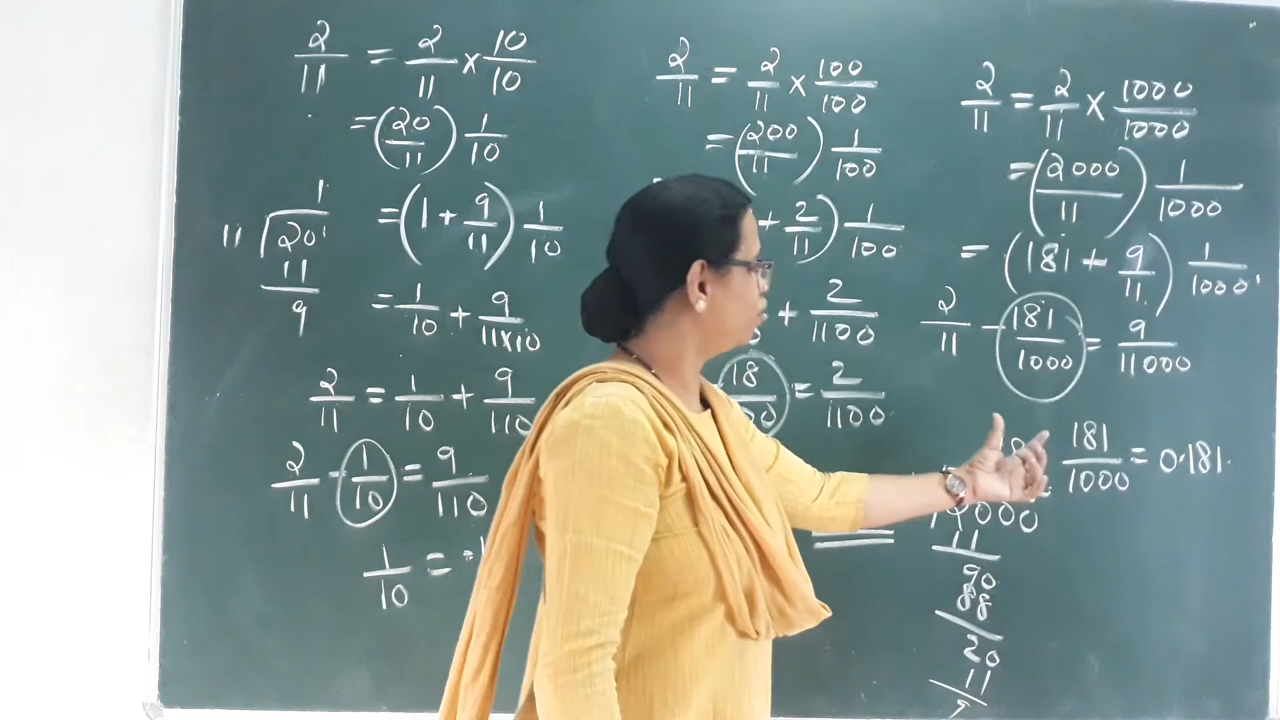 2/11 = 2/11 × 10/10
= (20/11) 1/10
1
11 20
11
9
= (1 + 9/11) 1/10
= 1/10 + 9/11×10
2/11 = 1/10 + 9/110
2/11 - 1/10 = 9/110
1/10 =
2/11 = 2/11 × 100/100
= (200/11) 1/100
+ 2/11) 1/100
+ 2/1100
18/ = 2/1100
2/11 = 2/11 × 1000/1000
= (2000/11) 1/1000
= (181 + 9/11) 1/1000
2/11 - 181/1000 = 9/11000
181/1000 = 0.181
2000
11
90
88
20
11
9